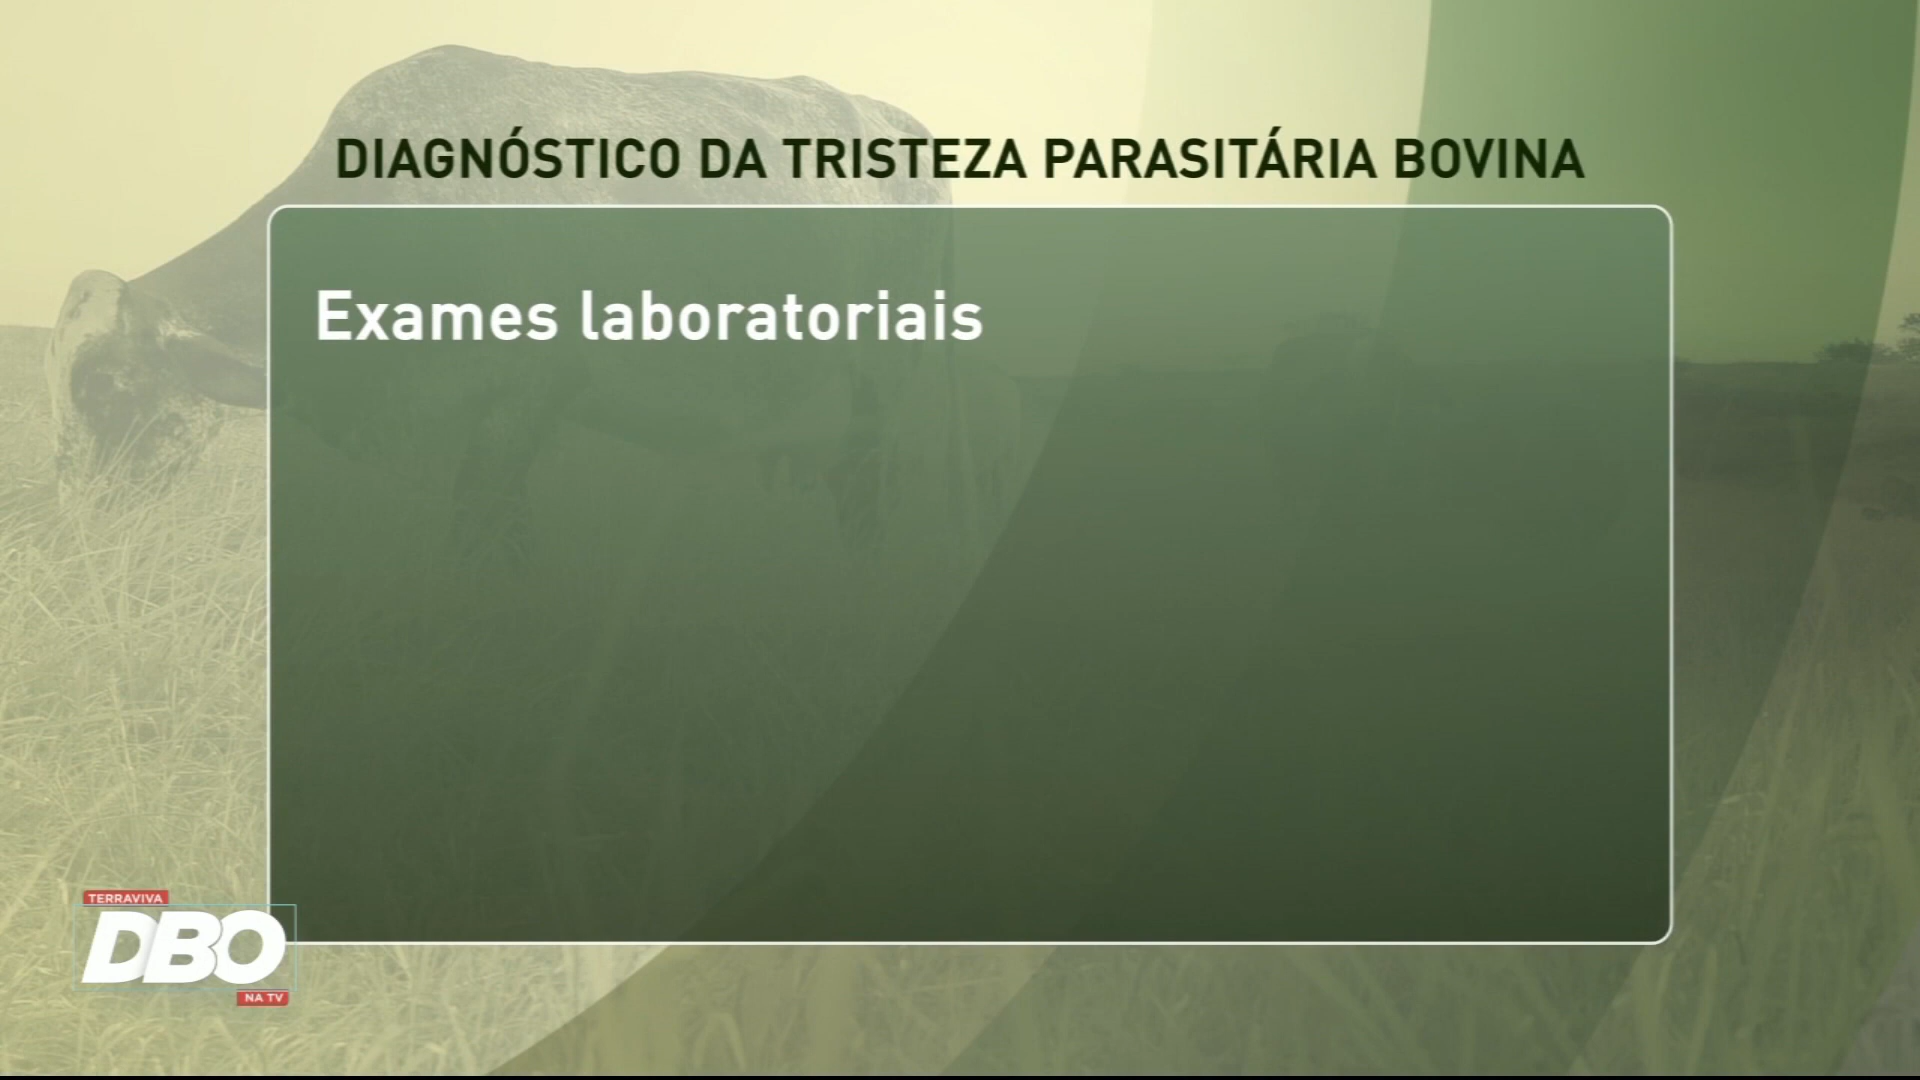 DIAGNÓSTICO DA TRISTEZA PARASITÁRIA BOVINA
Exames laboratoriais
TERRAVIVA
DBO
NA TV